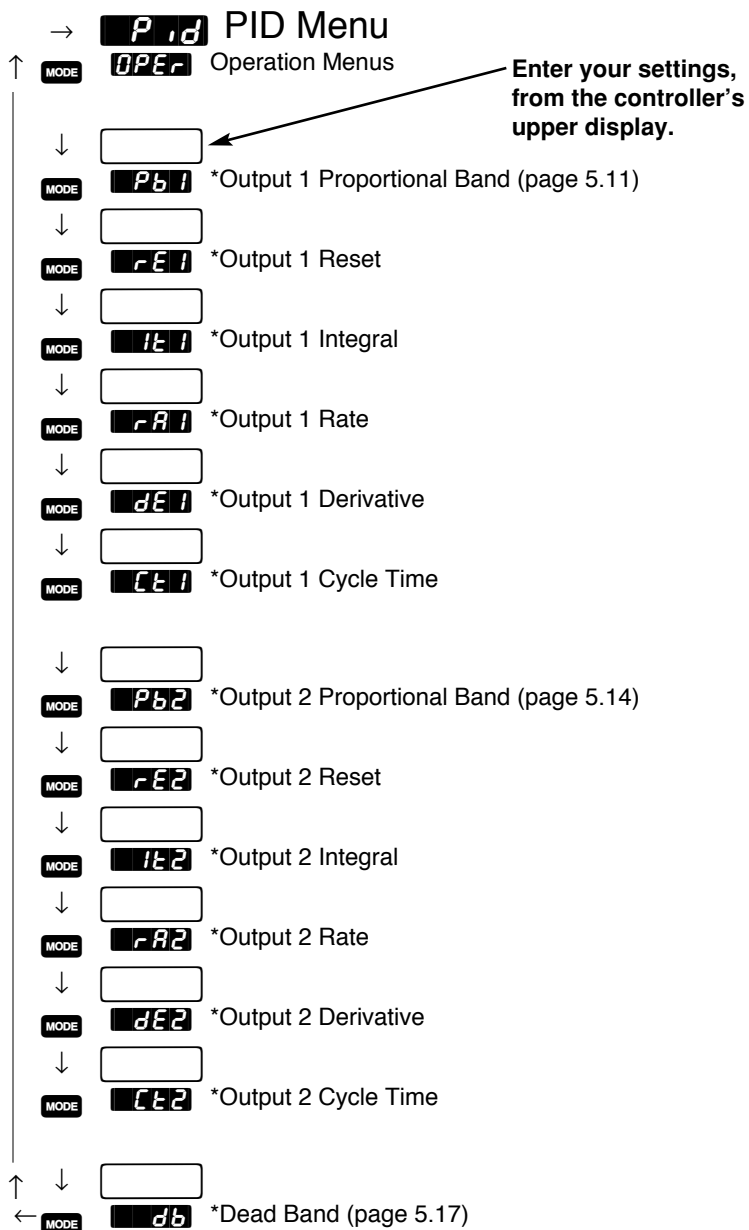 → Pid PID Menu
↑ MODE OPEr Operation Menus
Enter your settings,
from the controller's
upper display.
↓
MODE Pb1 *Output 1 Proportional Band (page 5.11)
↓
MODE rE1 *Output 1 Reset
↓
MODE It1 *Output 1 Integral
↓
MODE rA1 *Output 1 Rate
↓
MODE dE1 *Output 1 Derivative
↓
MODE Ct1 *Output 1 Cycle Time
↓
MODE Pb2 *Output 2 Proportional Band (page 5.14)
↓
MODE rE2 *Output 2 Reset
↓
MODE It2 *Output 2 Integral
↓
MODE rA2 *Output 2 Rate
↓
MODE dE2 *Output 2 Derivative
↓
MODE Ct2 *Output 2 Cycle Time
↑ ↓
← MODE db *Dead Band (page 5.17)